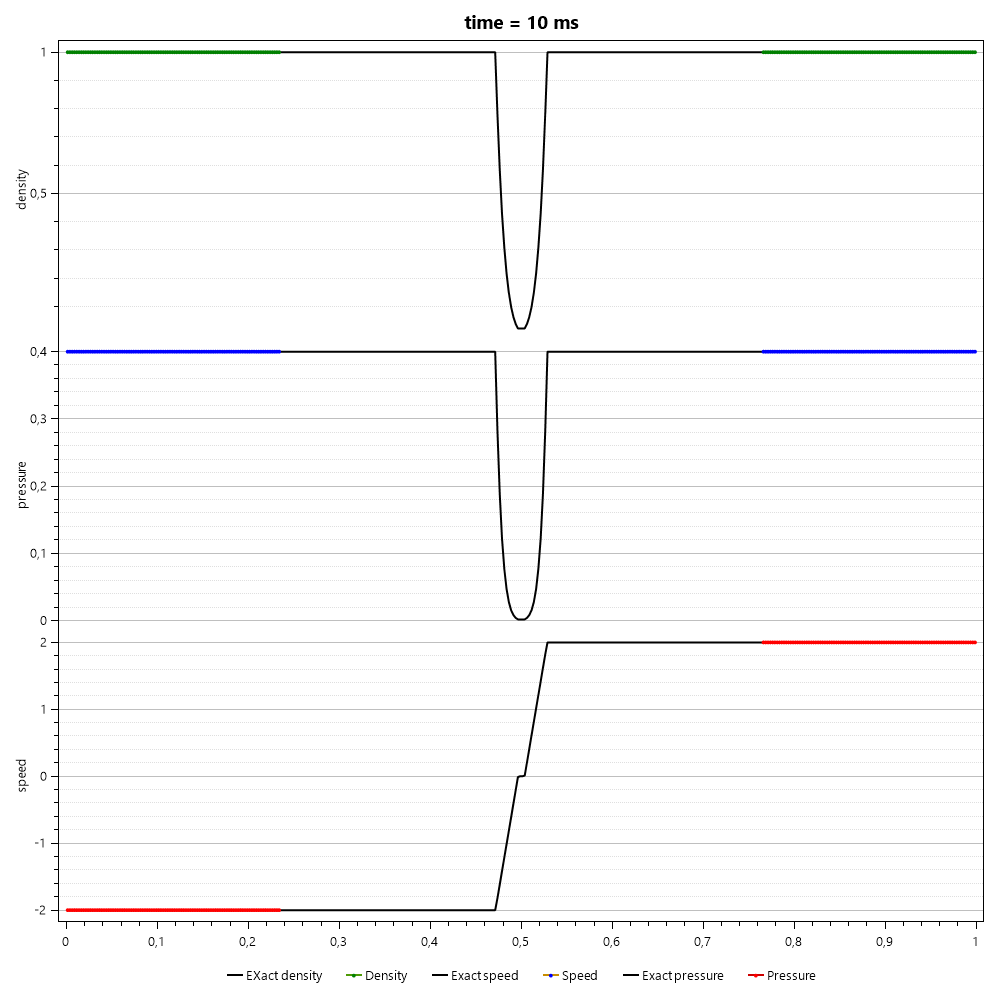 time = 10 ms
density
1
0,5
pressure
0,4
0,3
0,2
0,1
0
speed
2
1
0
-1
-2
0 0,1 0,2 0,3 0,4 0,5 0,6 0,7 0,8 0,9 1
EXact density Density Exact speed Speed Exact pressure Pressure